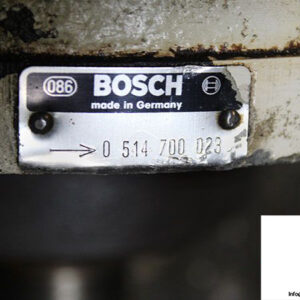 086 BOSCH
made in Germany
→ 0 514 700 023